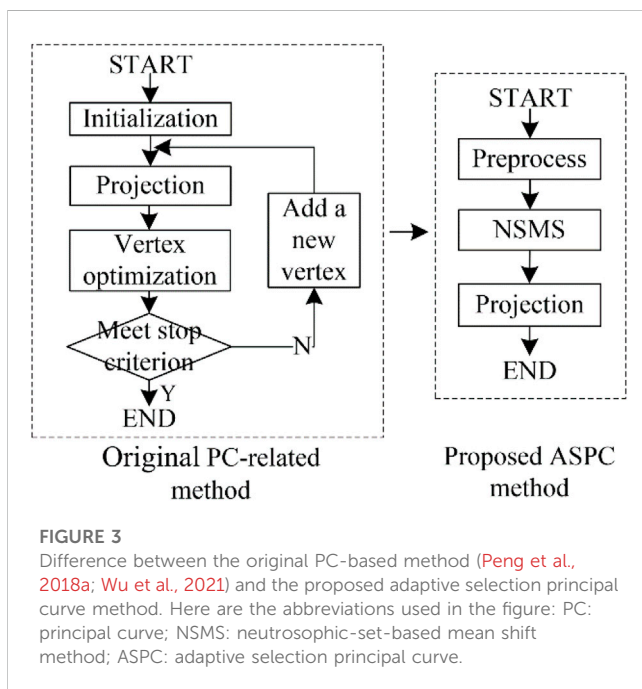 START
Initialization
Projection
Vertex
optimization
Meet stop
criterion
N
Y
END
Add a
new
vertex
Original PC-related
method
START
Preprocess
NSMS
Projection
END
Proposed ASPC
method
FIGURE 3
Difference between the original PC-based method (Peng et al.,
2018a; Wu et al., 2021) and the proposed adaptive selection principal
curve method. Here are the abbreviations used in the figure: PC:
principal curve; NSMS: neutrosophic-set-based mean shift
method; ASPC: adaptive selection principal curve.